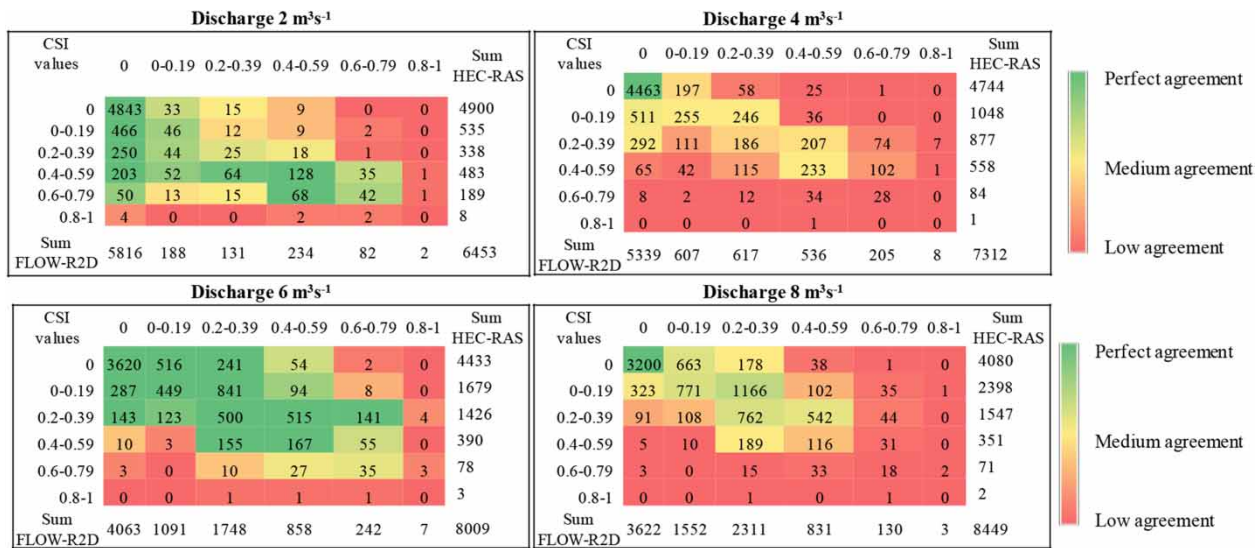 Discharge 2 m³s⁻¹
CSI values 0 0-0.19 0.2-0.39 0.4-0.59 0.6-0.79 0.8-1 Sum HEC-RAS
0 4843 33 15 9 0 0 4900
0-0.19 466 46 12 9 2 0 535
0.2-0.39 250 44 25 18 1 0 338
0.4-0.59 203 52 64 128 35 1 483
0.6-0.79 50 13 15 68 42 1 189
0.8-1 4 0 0 2 2 0 8
Sum FLOW-R2D 5816 188 131 234 82 2 6453
Discharge 4 m³s⁻¹
CSI values 0 0-0.19 0.2-0.39 0.4-0.59 0.6-0.79 0.8-1 Sum HEC-RAS
0 4463 197 58 25 1 0 4744
0-0.19 511 255 246 36 0 0 1048
0.2-0.39 292 111 186 207 74 7 877
0.4-0.59 65 42 115 233 102 1 558
0.6-0.79 8 2 12 34 28 0 84
0.8-1 0 0 0 1 0 0 1
Sum FLOW-R2D 5339 607 617 536 205 8 7312
Perfect agreement
Medium agreement
Low agreement
Discharge 6 m³s⁻¹
CSI values 0 0-0.19 0.2-0.39 0.4-0.59 0.6-0.79 0.8-1 Sum HEC-RAS
0 3620 516 241 54 2 0 4433
0-0.19 287 449 841 94 8 0 1679
0.2-0.39 143 123 500 515 141 4 1426
0.4-0.59 10 3 155 167 55 0 390
0.6-0.79 3 0 10 27 35 3 78
0.8-1 0 0 1 1 1 0 3
Sum FLOW-R2D 4063 1091 1748 858 242 7 8009
Discharge 8 m³s⁻¹
CSI values 0 0-0.19 0.2-0.39 0.4-0.59 0.6-0.79 0.8-1 Sum HEC-RAS
0 3200 663 178 38 1 0 4080
0-0.19 323 771 1166 102 35 1 2398
0.2-0.39 91 108 762 542 44 0 1547
0.4-0.59 5 10 189 116 31 0 351
0.6-0.79 3 0 15 33 18 2 71
0.8-1 0 0 1 0 1 0 2
Sum FLOW-R2D 3622 1552 2311 831 130 3 8449
Perfect agreement
Medium agreement
Low agreement